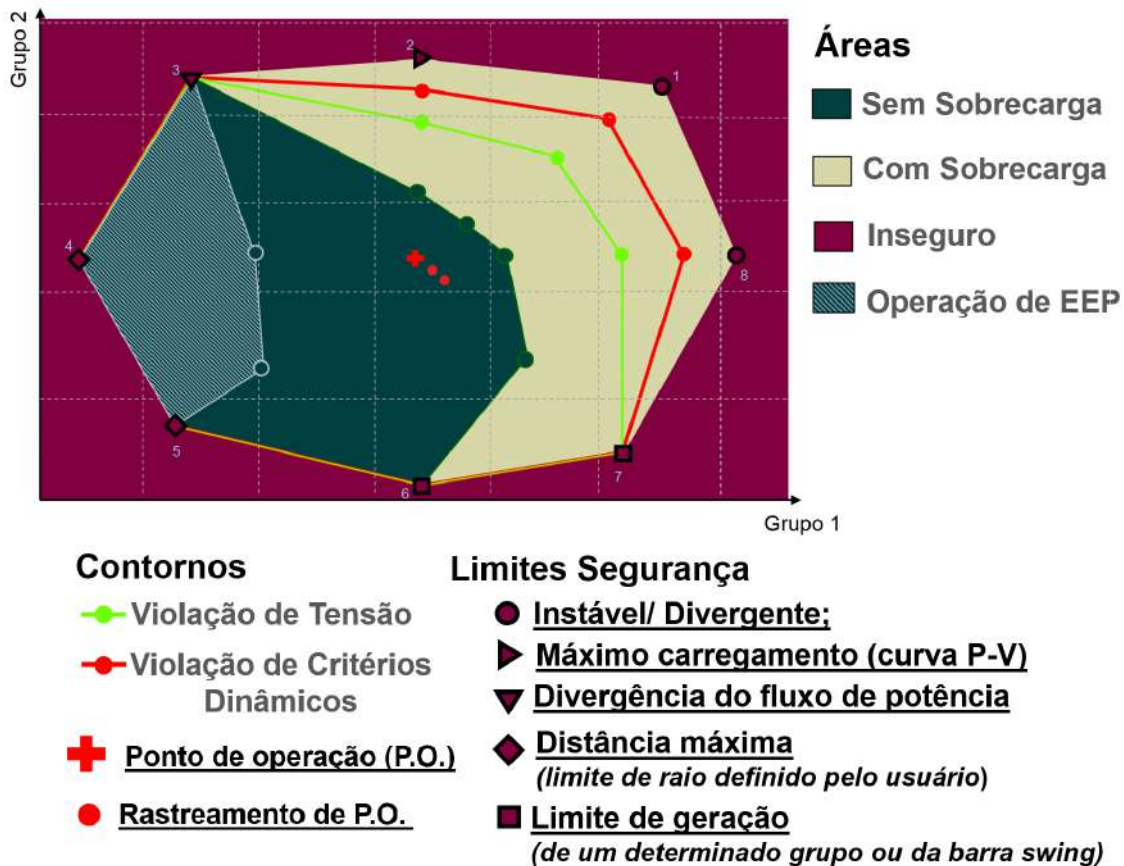 Grupo 2
3
2
1
4
8
5
6
7
Grupo 1
Áreas
Sem Sobrecarga
Com Sobrecarga
Inseguro
Operação de EEP
Contornos
Violação de Tensão
Violação de Critérios
Dinâmicos
Ponto de operação (P.O.)
Rastreamento de P.O.
Limites Segurança
Instável/ Divergente;
Máximo carregamento (curva P-V)
Divergência do fluxo de potência
Distância máxima
(limite de raio definido pelo usuário)
Limite de geração
(de um determinado grupo ou da barra swing)